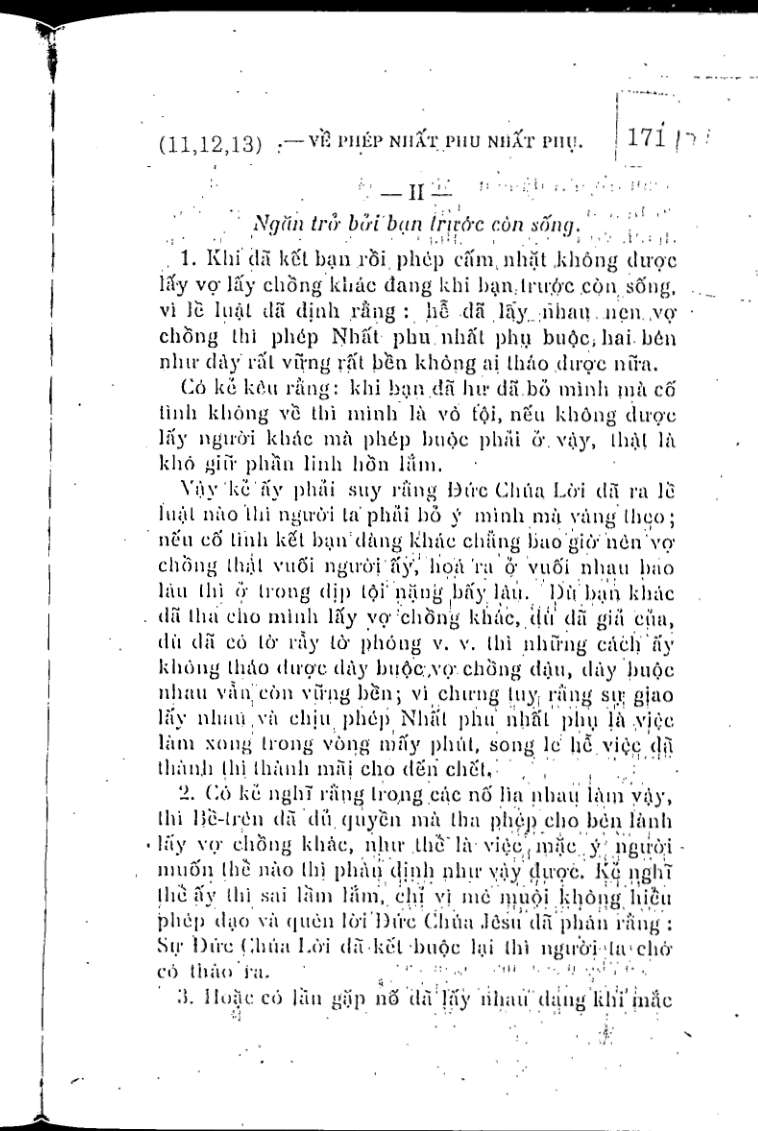 (11,12,13) — VỀ PHÉP NHẤT PHU NHẤT PHỤ. 171
— II —
Ngăn trở bởi bạn trước còn sống.
1. Khi đã kết bạn rồi phép cấm nhặt không được
lấy vợ lấy chồng khác đang khi bạn trước còn sống,
vì lề luật đã định rằng : hễ đã lấy nhau nên vợ
chồng thì phép Nhất phu nhất phụ buộc hai bên
như dây rất vững rất bền không ai tháo được nữa.
Có kẻ kêu rằng: khi bạn đã hư đã bỏ mình mà cố
tình không về thì mình là vô tội, nếu không được
lấy người khác mà phép buộc phải ở vậy, thật là
khó giữ phần linh hồn lắm.
Vậy kẻ ấy phải suy rằng Đức Chúa Lời đã ra lề
luật nào thì người ta phải bỏ ý mình mà vâng theo;
nếu cố tình kết bạn đàng khác chẳng bao giờ nên vợ
chồng thật vuối người ấy, hoạ ra ở vuối nhau bao
lâu thì ở trong dịp tội nặng bấy lâu. Dù bạn khác
đã tha cho mình lấy vợ chồng khác, dù đã giả của,
dù đã có tờ rẫy tờ phóng v. v. thì những cách ấy
không tháo được dây buộc vợ chồng đâu, dây buộc
nhau vẫn còn vững bền; vì chưng tuy rằng sự giao
lấy nhau và chịu phép Nhất phu nhất phụ là việc
làm xong trong vòng mấy phút, song le hễ việc đã
thành thì thành mãi cho đến chết.
2. Có kẻ nghĩ rằng trong các nố lìa nhau làm vậy,
thì Bề-trên đã đủ quyền mà tha phép cho bên lành
lấy vợ chồng khác, như thể là việc mặc ý người
muốn thể nào thì phán định như vậy được. Kẻ nghĩ
thể ấy thì sai lầm lắm, chỉ vì mê muội không hiểu
phép đạo và quên lời Đức Chúa Jêsu đã phán rằng :
Sự Đức Chúa Lời đã kết buộc lại thì người ta chớ
có tháo ra.
3. Hoặc có lần gặp nố đã lấy nhau đang khi mắc